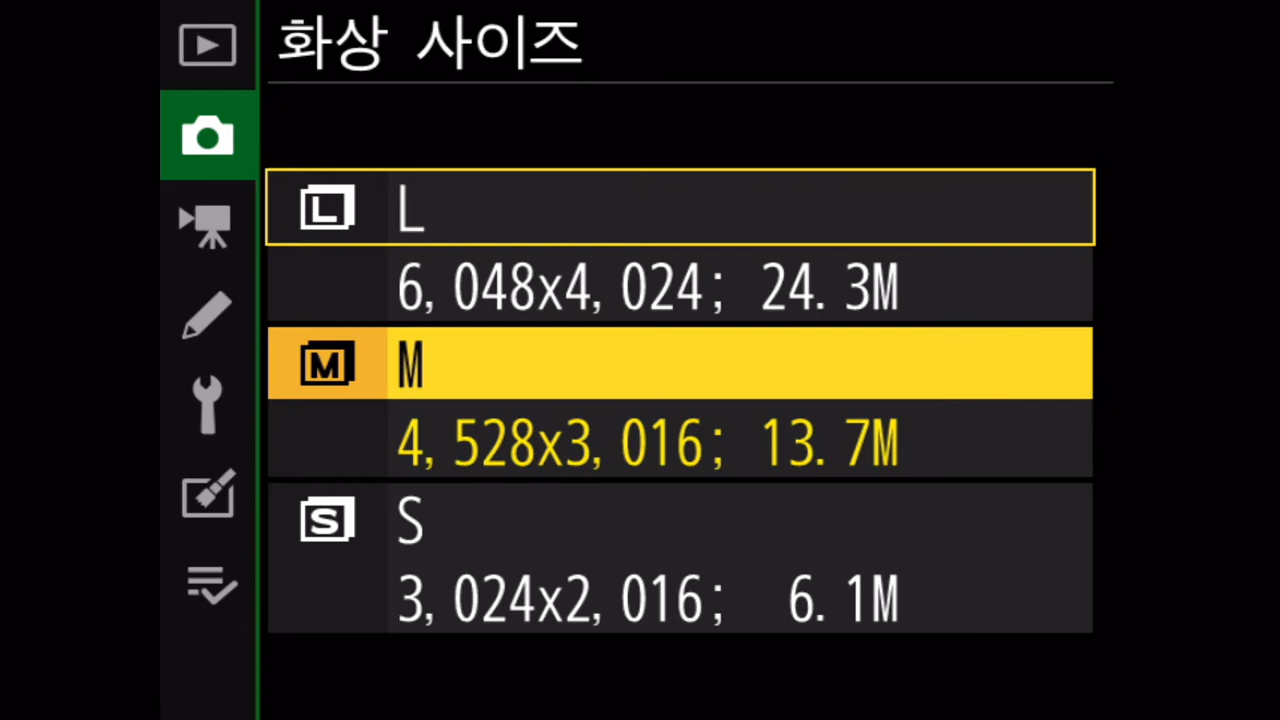 화상 사이즈
L L
6,048x4,024; 24.3M
M M
4,528x3,016; 13.7M
S S
3,024x2,016; 6.1M